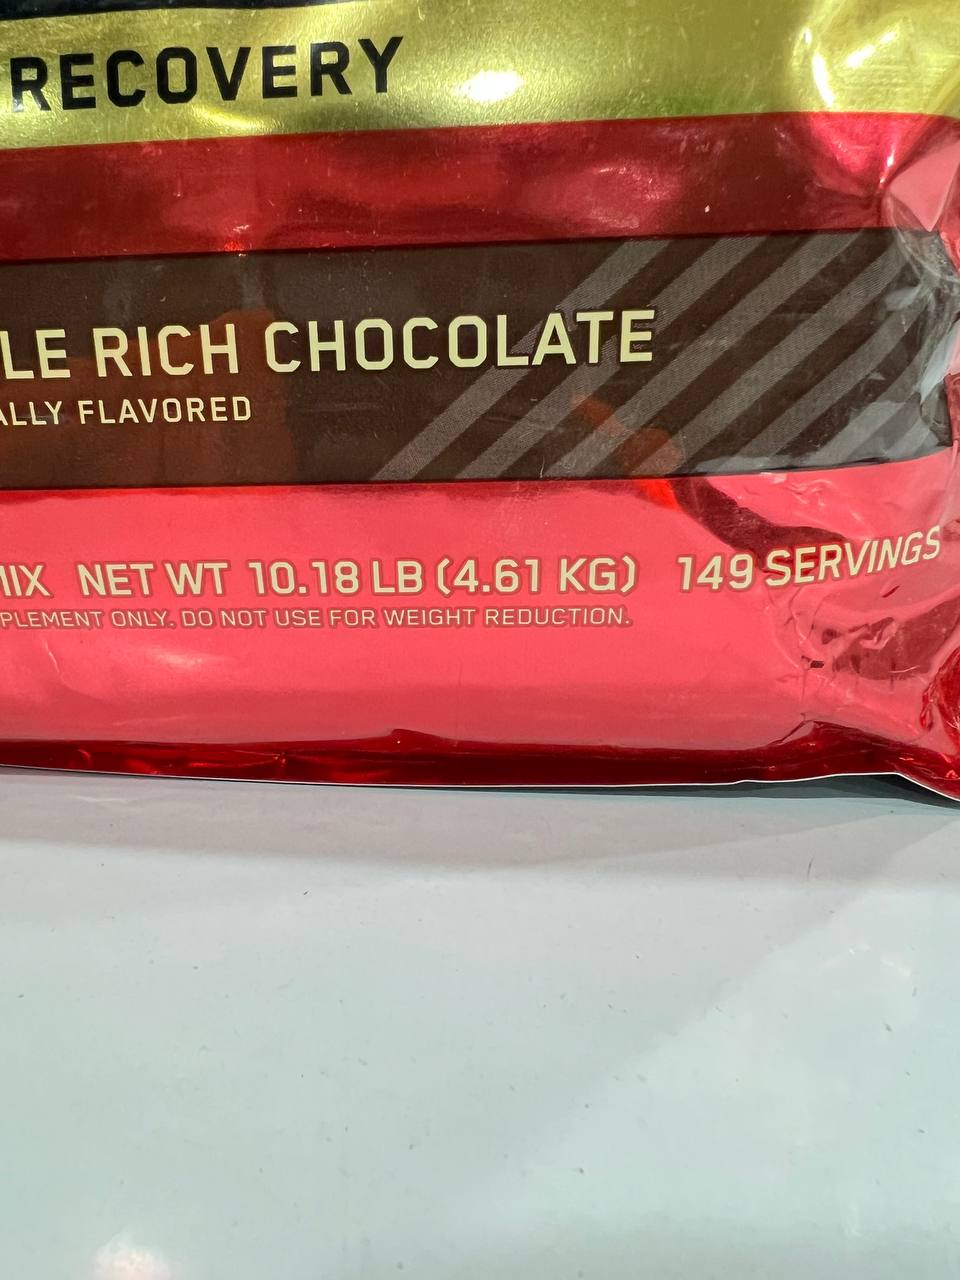 RECOVERY
LE RICH CHOCOLATE
ALLY FLAVORED
MIX NET WT 10.18 LB (4.61 KG) 149 SERVINGS
PLEMENT ONLY. DO NOT USE FOR WEIGHT REDUCTION.